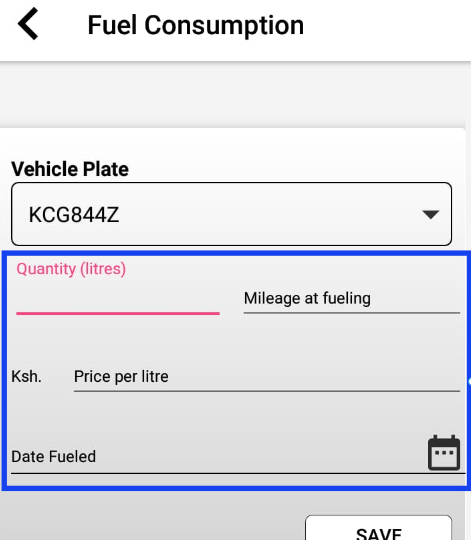 Fuel Consumption
Vehicle Plate
KCG844Z
Quantity (litres)
Mileage at fueling
Ksh. Price per litre
Date Fueled
SAVE